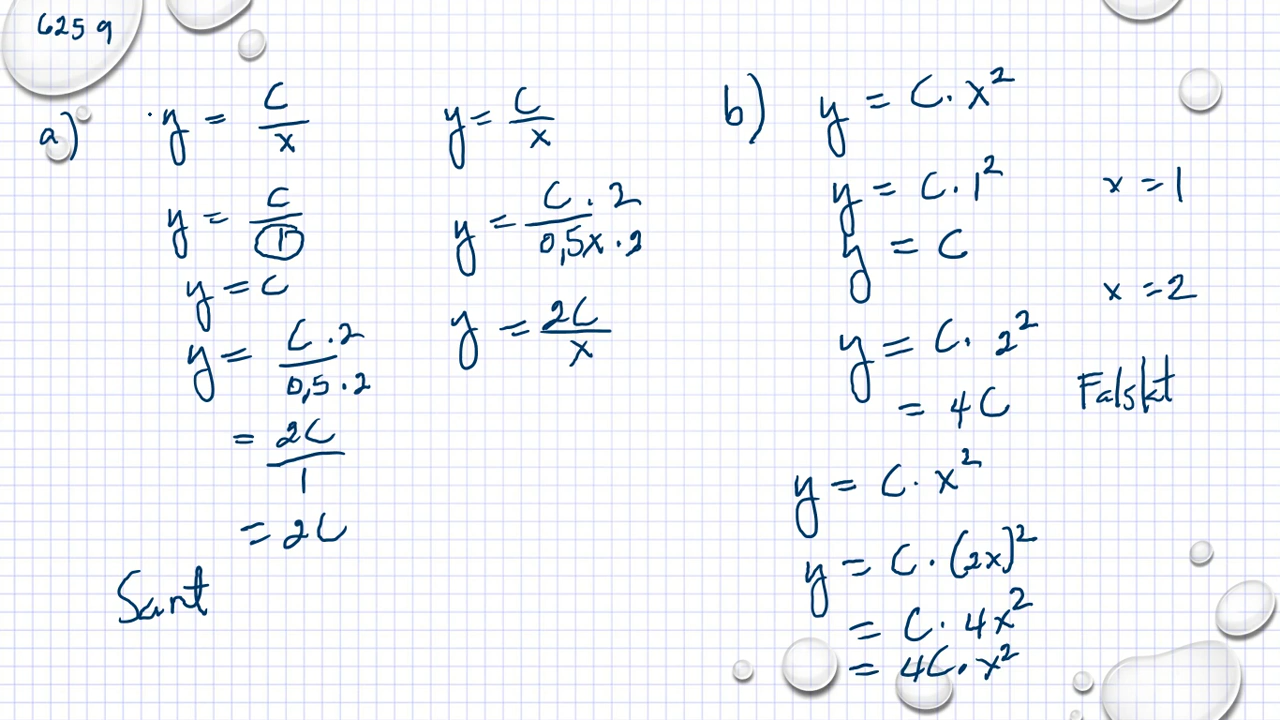 6259
a)
y = C/x
y = C/1
y = C
y = C · 2/0,5 · 2
= 2C/1
= 2C
Sant
y = C/x
y = C · 2/0,5x · 2
y = 2C/x
b)
y = C · x²
y = C · 1² x = 1
y = C
x = 2
y = C · 2²
= 4C Falskt
y = C · x²
y = C · (2x)²
= C · 4x²
= 4C · x²